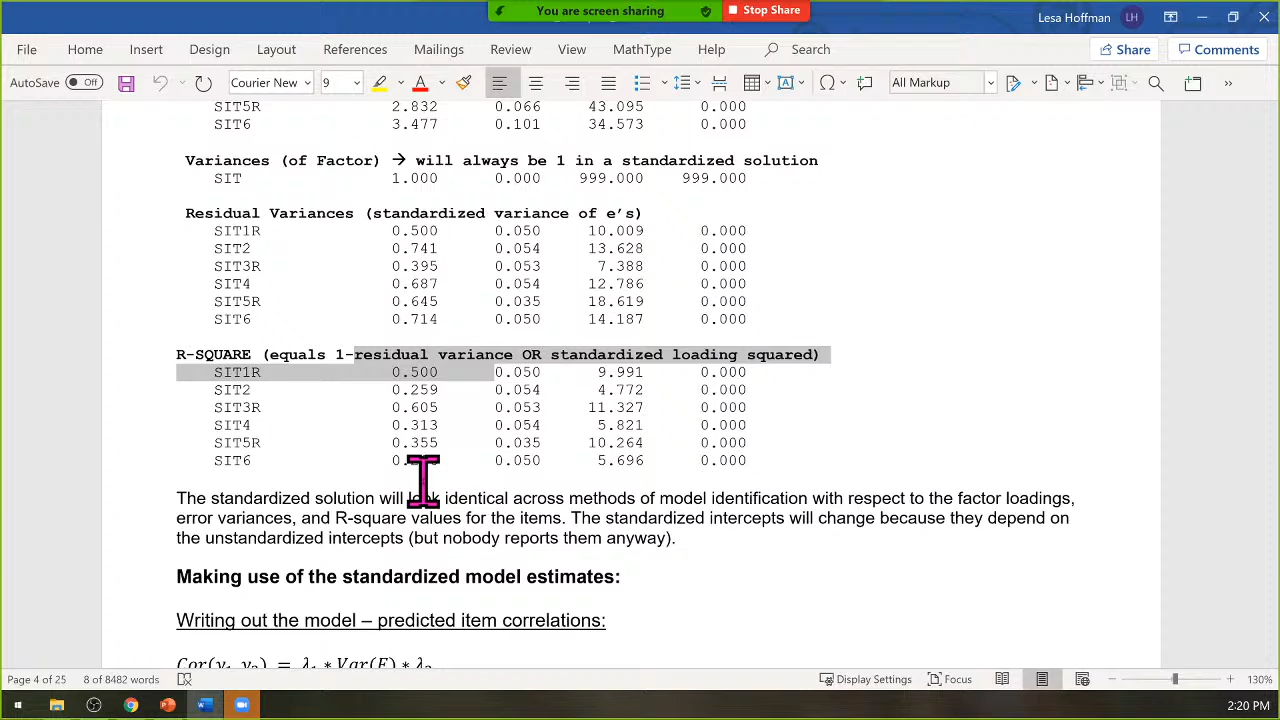 You are screen sharing
Stop Share
Lesa Hoffman LH
File Home Insert Design Layout References Mailings Review View MathType Help Search Share Comments
AutoSave Off Courier New 9 All Markup
SIT5R 2.832 0.066 43.095 0.000
SIT6 3.477 0.101 34.573 0.000
Variances (of Factor) → will always be 1 in a standardized solution
SIT 1.000 0.000 999.000 999.000
Residual Variances (standardized variance of e's)
SIT1R 0.500 0.050 10.009 0.000
SIT2 0.741 0.054 13.628 0.000
SIT3R 0.395 0.053 7.388 0.000
SIT4 0.687 0.054 12.786 0.000
SIT5R 0.645 0.035 18.619 0.000
SIT6 0.714 0.050 14.187 0.000
R-SQUARE (equals 1-residual variance OR standardized loading squared)
SIT1R 0.500 0.050 9.991 0.000
SIT2 0.259 0.054 4.772 0.000
SIT3R 0.605 0.053 11.327 0.000
SIT4 0.313 0.054 5.821 0.000
SIT5R 0.355 0.035 10.264 0.000
SIT6 0.050 5.696 0.000
The standardized solution will look identical across methods of model identification with respect to the factor loadings,
error variances, and R-square values for the items. The standardized intercepts will change because they depend on
the unstandardized intercepts (but nobody reports them anyway).
Making use of the standardized model estimates:
Writing out the model – predicted item correlations:
Cor(y₁, y₂) = λ₁ * Var(F) * λ₂
Page 4 of 25 8 of 8482 words Display Settings Focus 130%
2:20 PM